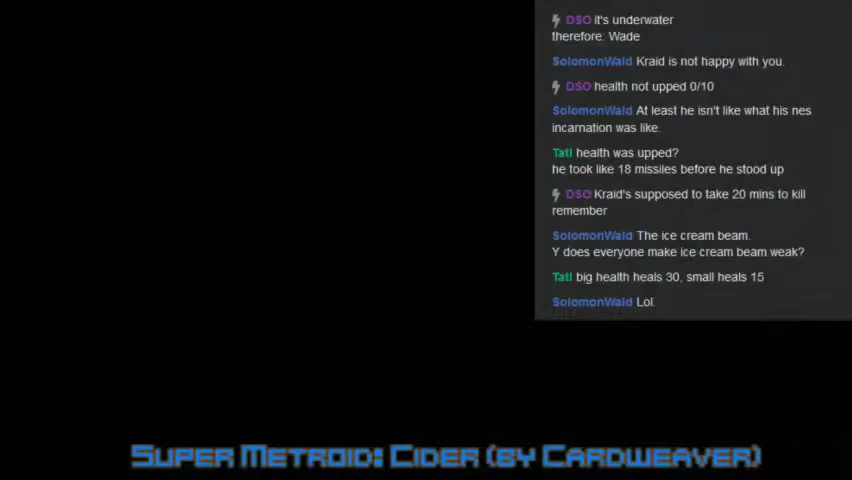 DSO it's underwater
therefore: Wade
SolomonWald Kraid is not happy with you.
DSO health not upped 0/10
SolomonWald At least he isn't like what his nes
incarnation was like.
Tatl health was upped?
he took like 18 missiles before he stood up
DSO Kraid's supposed to take 20 mins to kill
remember
SolomonWald The ice cream beam.
Y does everyone make ice cream beam weak?
Tatl big health heals 30, small heals 15
SolomonWald Lol.
Super Metroid: Cider (by Cardweaver)